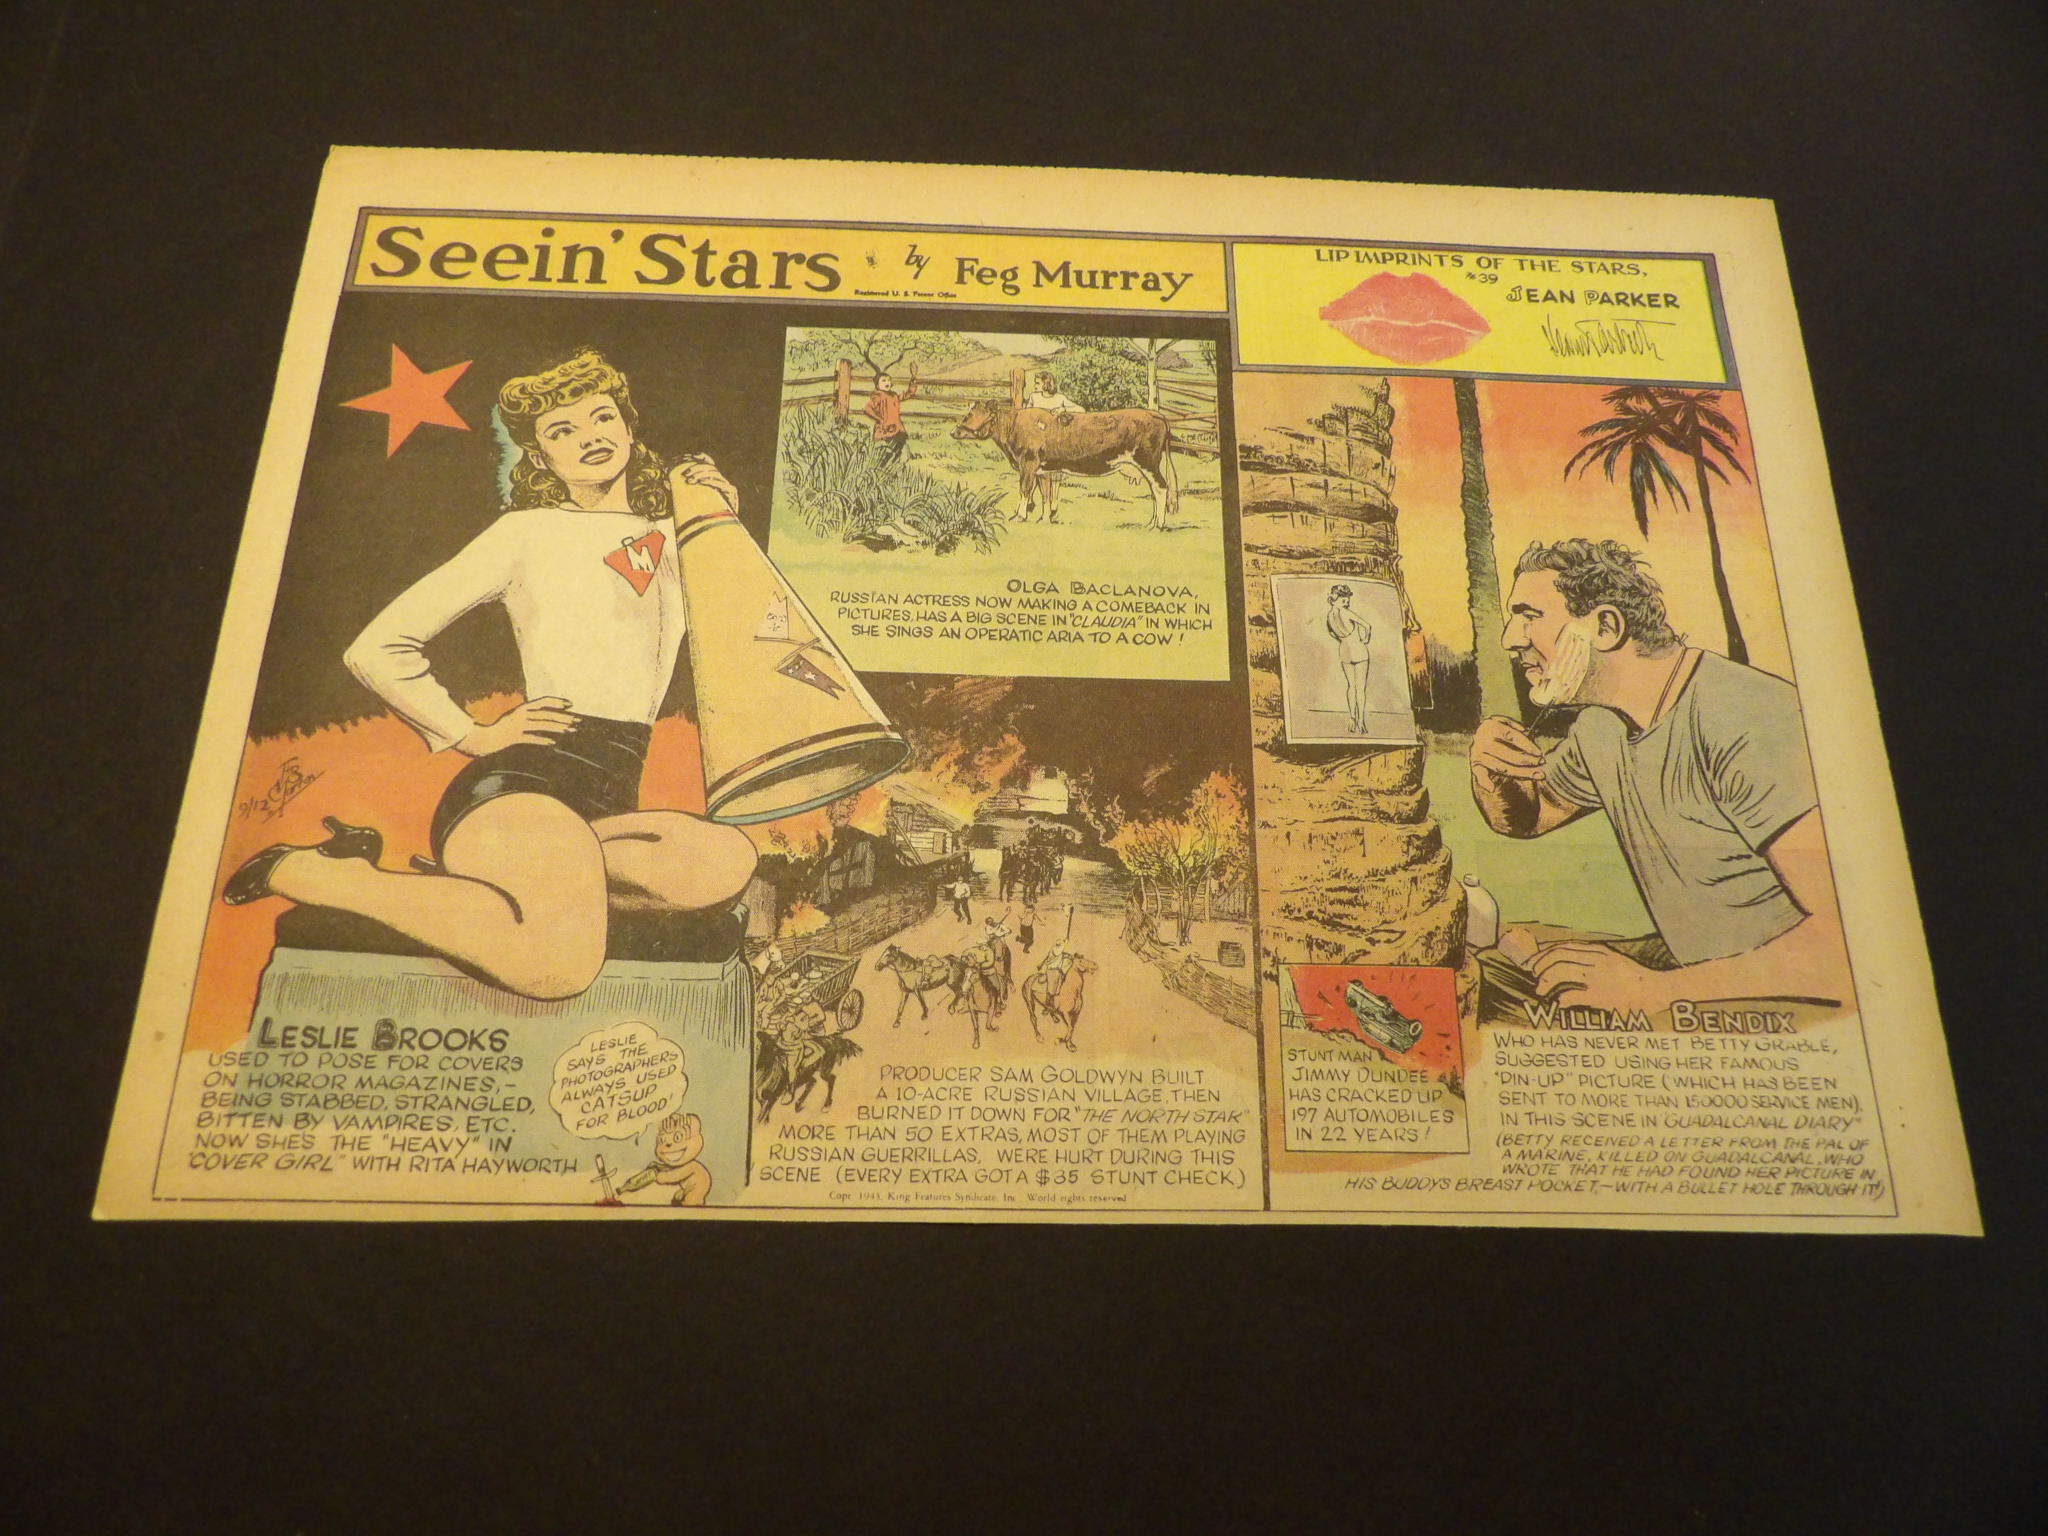 Seein' Stars by Feg Murray
Registered U. S. Patent Office
LIP IMPRINTS OF THE STARS,
№39
JEAN PARKER
Jean Parker
M
OLGA BACLANOVA,
RUSSIAN ACTRESS NOW MAKING A COMEBACK IN
PICTURES, HAS A BIG SCENE IN "CLAUDIA" IN WHICH
SHE SINGS AN OPERATIC ARIA TO A COW!
9/12
LESLIE BROOKS
USED TO POSE FOR COVERS
ON HORROR MAGAZINES,-
BEING STABBED, STRANGLED,
BITTEN BY VAMPIRES, ETC.
NOW SHE'S THE "HEAVY" IN
"COVER GIRL" WITH RITA HAYWORTH
LESLIE
SAYS THE
PHOTOGRAPHERS
ALWAYS USED
CATSUP
FOR BLOOD!
PRODUCER SAM GOLDWYN BUILT
A 10-ACRE RUSSIAN VILLAGE, THEN
BURNED IT DOWN FOR "THE NORTH STAR"
MORE THAN 50 EXTRAS, MOST OF THEM PLAYING
RUSSIAN GUERRILLAS, WERE HURT DURING THIS
SCENE (EVERY EXTRA GOT A $35 STUNT CHECK)
Copr. 1943, King Features Syndicate, Inc. World rights reserved
STUNT MAN
JIMMY DUNDEE
HAS CRACKED UP
197 AUTOMOBILES
IN 22 YEARS!
WILLIAM BENDIX
WHO HAS NEVER MET BETTY GRABLE,
SUGGESTED USING HER FAMOUS
"PIN-UP" PICTURE (WHICH HAS BEEN
SENT TO MORE THAN 150000 SERVICE MEN),
IN THIS SCENE IN "GUADALCANAL DIARY"
(BETTY RECEIVED A LETTER FROM THE PAL OF
A MARINE, KILLED ON GUADALCANAL, WHO
WROTE THAT HE HAD FOUND HER PICTURE IN
HIS BUDDY'S BREAST POCKET,-WITH A BULLET HOLE THROUGH IT!)